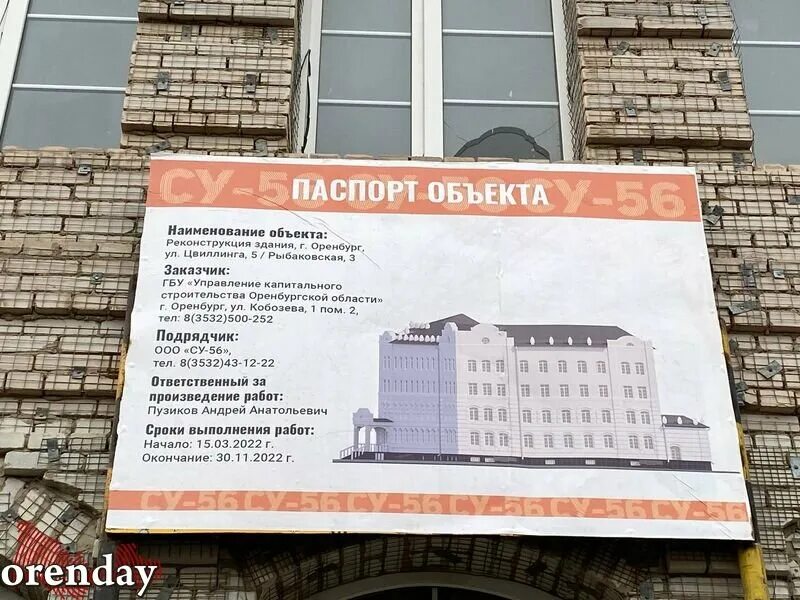 СУ-56 СУ-56 СУ-56
ПАСПОРТ ОБЪЕКТА
Наименование объекта:
Реконструкция здания, г. Оренбург,
ул. Цвиллинга, 5 / Рыбаковская, 3
Заказчик:
ГБУ «Управление капитального
строительства Оренбургской области»
г. Оренбург, ул. Кобозева, 1 пом. 2,
тел: 8(3532)500-252
Подрядчик:
ООО «СУ-56»,
тел. 8(3532)43-12-22
Ответственный за
произведение работ:
Пузиков Андрей Анатольевич
Сроки выполнения работ:
Начало: 15.03.2022 г.
Окончание: 30.11.2022 г.
СУ-56 СУ-56 СУ-56 СУ-56 СУ-56 СУ-56
orenday